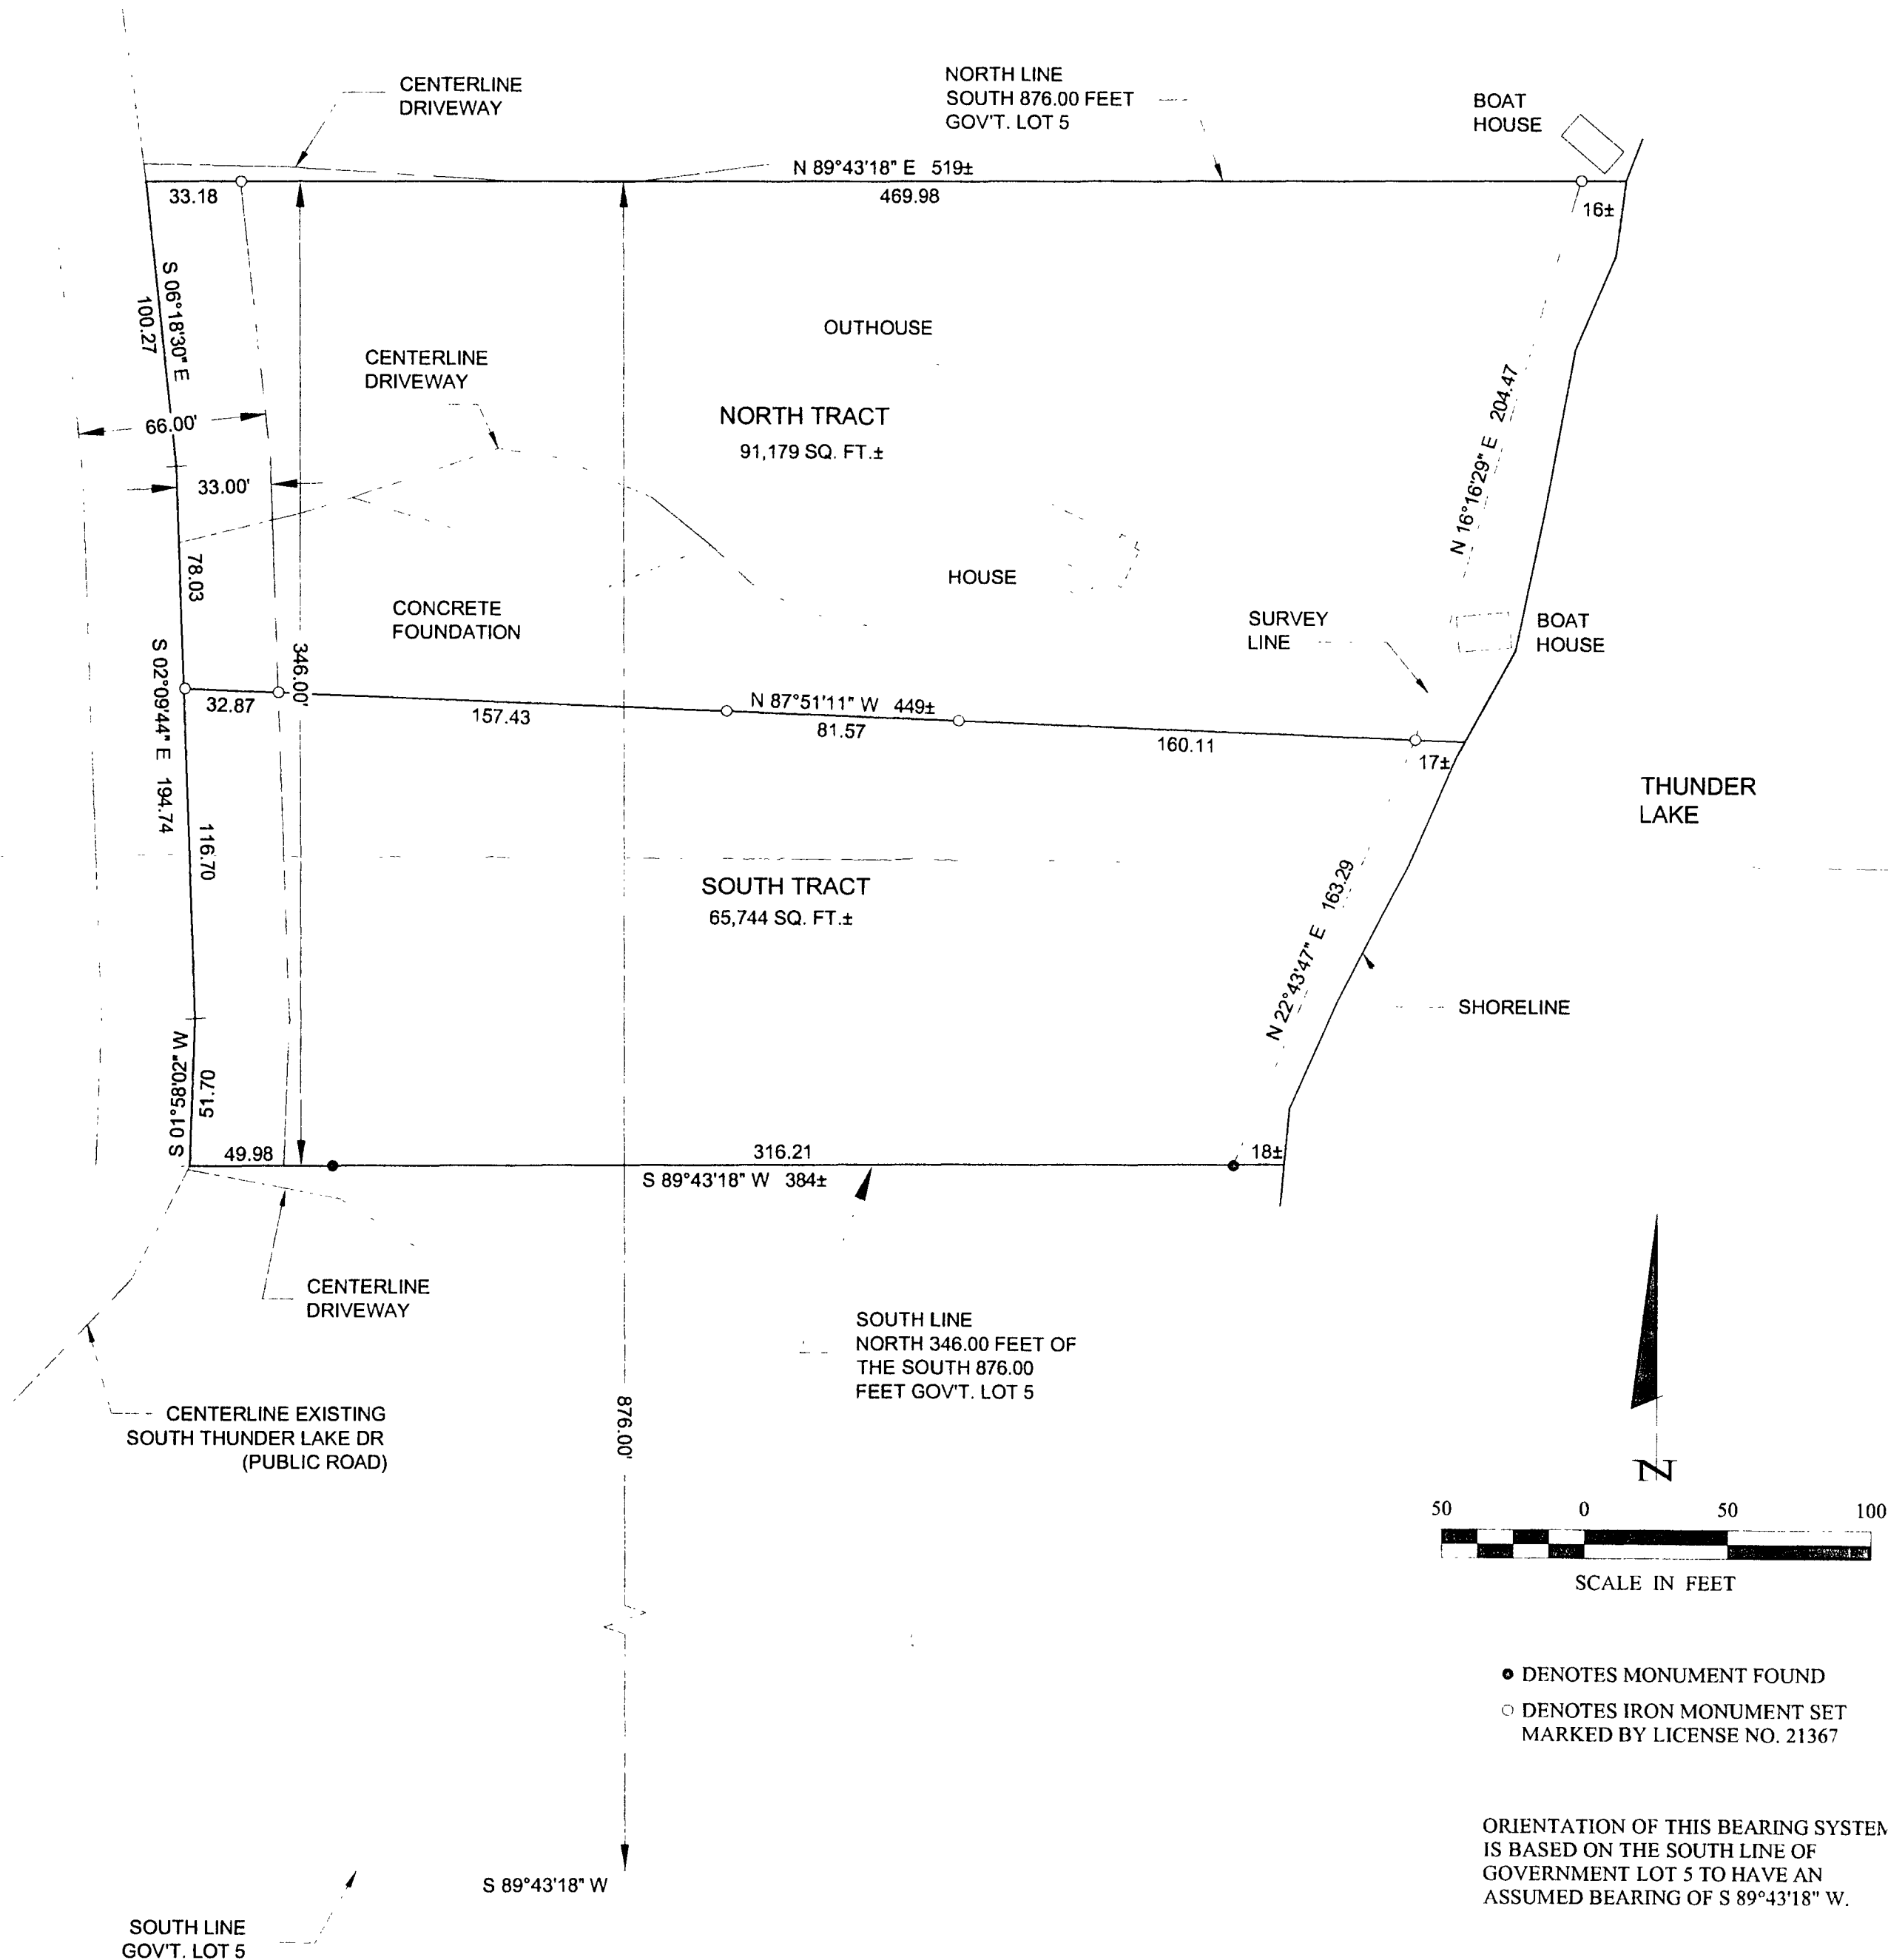 CENTERLINE
DRIVEWAY
NORTH LINE
SOUTH 876.00 FEET
GOV'T. LOT 5
BOAT
HOUSE
N 89°43'18" E 519±
33.18
469.98
16±
S 06°18'30" E
100.27
OUTHOUSE
CENTERLINE
DRIVEWAY
NORTH TRACT
91,179 SQ. FT.±
N 16°16'29" E 204.47
66.00'
33.00'
78.03
HOUSE
CONCRETE
FOUNDATION
SURVEY
LINE
BOAT
HOUSE
346.00'
S 02°09'44" E 194.74
32.87
157.43
N 87°51'11" W 449±
81.57
160.11
17±
THUNDER
LAKE
116.70
SOUTH TRACT
65,744 SQ. FT.±
N 22°43'47" E 163.29
SHORELINE
S 01°58'20" W
51.70
49.98
316.21
18±
S 89°43'18" W 384±
CENTERLINE
DRIVEWAY
SOUTH LINE
NORTH 346.00 FEET OF
THE SOUTH 876.00
FEET GOV'T. LOT 5
876.00'
CENTERLINE EXISTING
SOUTH THUNDER LAKE DR
(PUBLIC ROAD)
N
50 0 50 100
SCALE IN FEET
DENOTES MONUMENT FOUND
DENOTES IRON MONUMENT SET
MARKED BY LICENSE NO. 21367
ORIENTATION OF THIS BEARING SYSTEM
IS BASED ON THE SOUTH LINE OF
GOVERNMENT LOT 5 TO HAVE AN
ASSUMED BEARING OF S 89°43'18" W.
S 89°43'18" W
SOUTH LINE
GOV'T. LOT 5